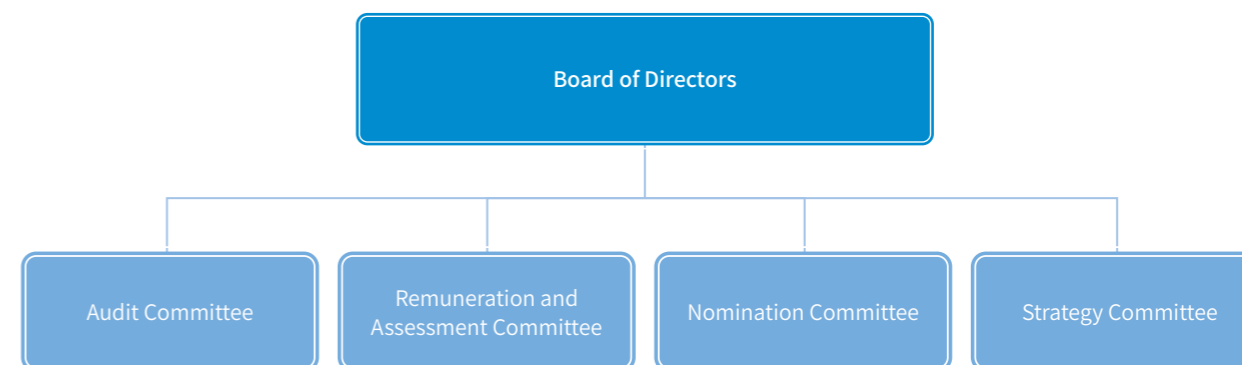 Board of Directors
Audit Committee
Remuneration and
Assessment Committee
Nomination Committee
Strategy Committee